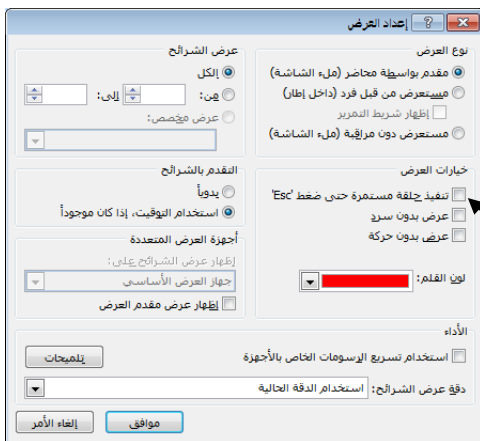 إعداد العرض
نوع العرض
مقدم بواسطة محاضر (ملء الشاشة)
مستعرض من قبل فرد (داخل إطار)
إظهار شريط التمرير
مستعرض دون مراقبة (ملء الشاشة)
عرض الشرائح
الكل
من: إلى:
عرض مخصص:
خيارات العرض
تنفيذ حلقة مستمرة حتى ضغط 'Esc'
عرض بدون سرد
عرض بدون حركة
لون القلم:
التقدم بالشرائح
يدوياً
استخدام التوقيت، إذا كان موجوداً
أجهزة العرض المتعددة
إظهار عرض الشرائح على:
جهاز العرض الأساسي
إظهار عرض مقدم العرض
الأداء
استخدام تسريع الرسومات الخاص بالأجهزة
تلميحات
دقة عرض الشرائح: استخدام الدقة الحالية
موافق
إلغاء الأمر